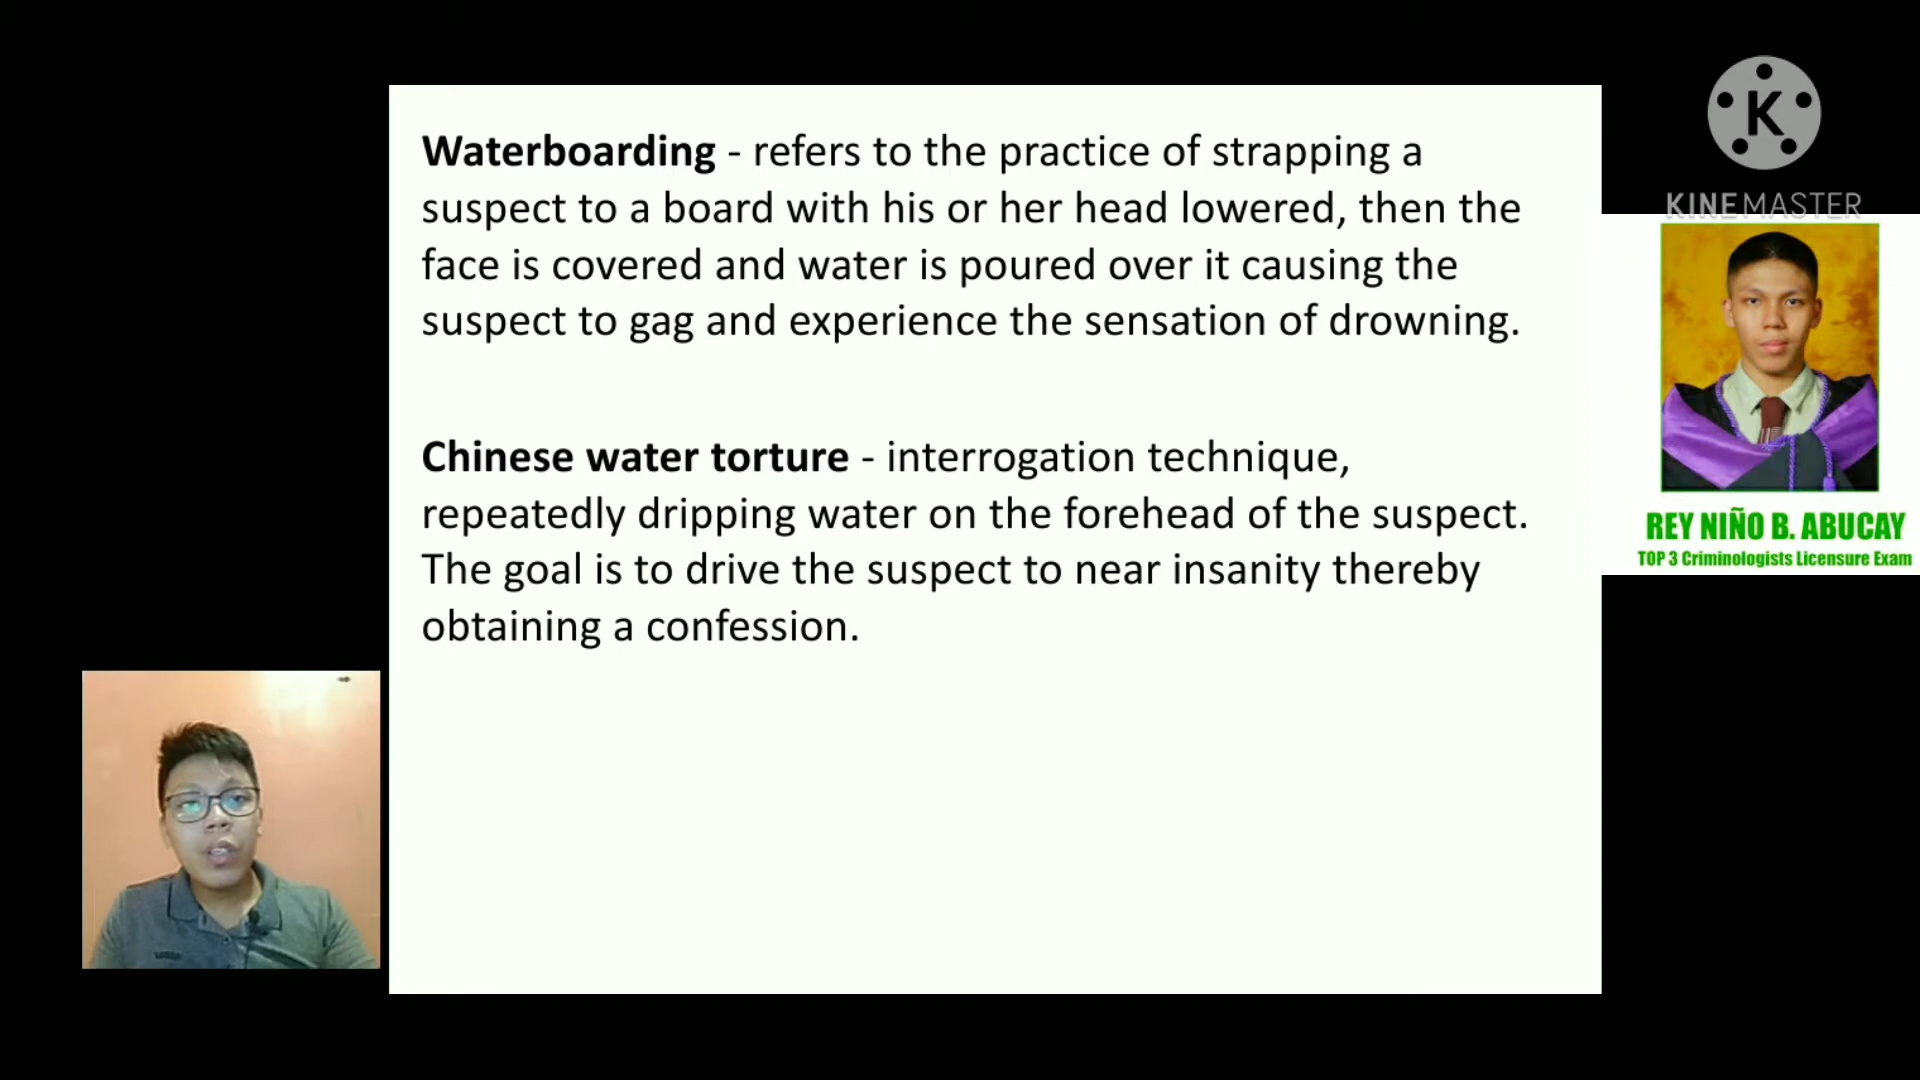 Waterboarding - refers to the practice of strapping a
suspect to a board with his or her head lowered, then the
face is covered and water is poured over it causing the
suspect to gag and experience the sensation of drowning.
Chinese water torture - interrogation technique,
repeatedly dripping water on the forehead of the suspect.
The goal is to drive the suspect to near insanity thereby
obtaining a confession.
K
KINEMASTER
REY NIÑO B. ABUCAY
TOP 3 Criminologists Licensure Exam